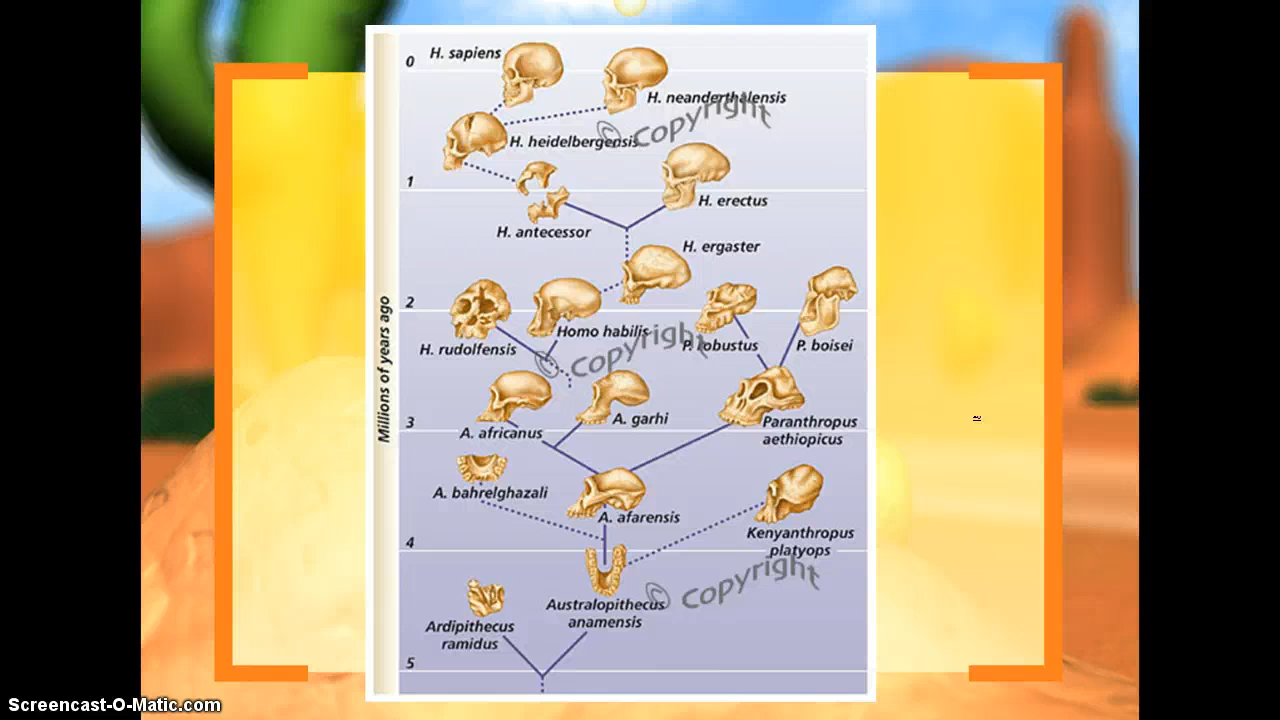 0
H. sapiens
H. neanderthalensis
© copyright
H. heidelbergensis
1
H. erectus
H. antecessor
H. ergaster
2
Homo habilis
H. rudolfensis
© copyright
P. robustus
P. boisei
Millions of years ago
A. garhi
3
A. africanus
Paranthropus
aethiopicus
A. bahrelghazali
A. afarensis
Kenyanthropus
platyops
4
© copyright
Australopithecus
anamensis
Ardipithecus
ramidus
5
Screencast-O-Matic.com